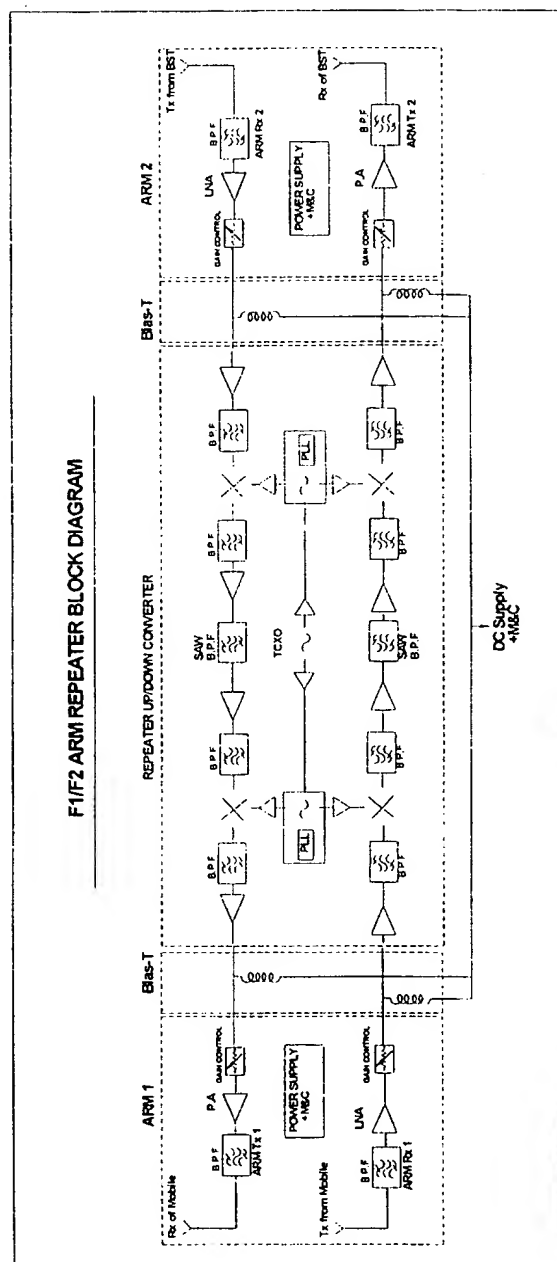 F1/F2 ARM REPEATER BLOCK DIAGRAM
ARM 1
Bias-T
REPEATER UP/DOWN CONVERTER
Bias-T
ARM 2
Rx of Mobile
B.P.F
ARM Tx 1
P.A
GAIN CONTROL
B.P.F
B.P.F
SAW
B.P.F
B.P.F
B.P.F
GAIN CONTROL
LNA
B.P.F
ARM Rx 2
Tx from BST
POWER SUPPLY
+M&C
PLL
TCXO
PLL
POWER SUPPLY
+M&C
Tx from Mobile
B.P.F
ARM Rx 1
LNA
GAIN CONTROL
B.P.F
B.P.F
SAW
B.P.F
B.P.F
B.P.F
GAIN CONTROL
P.A
B.P.F
ARM Tx 2
Rx of BST
DC Supply
+M&C